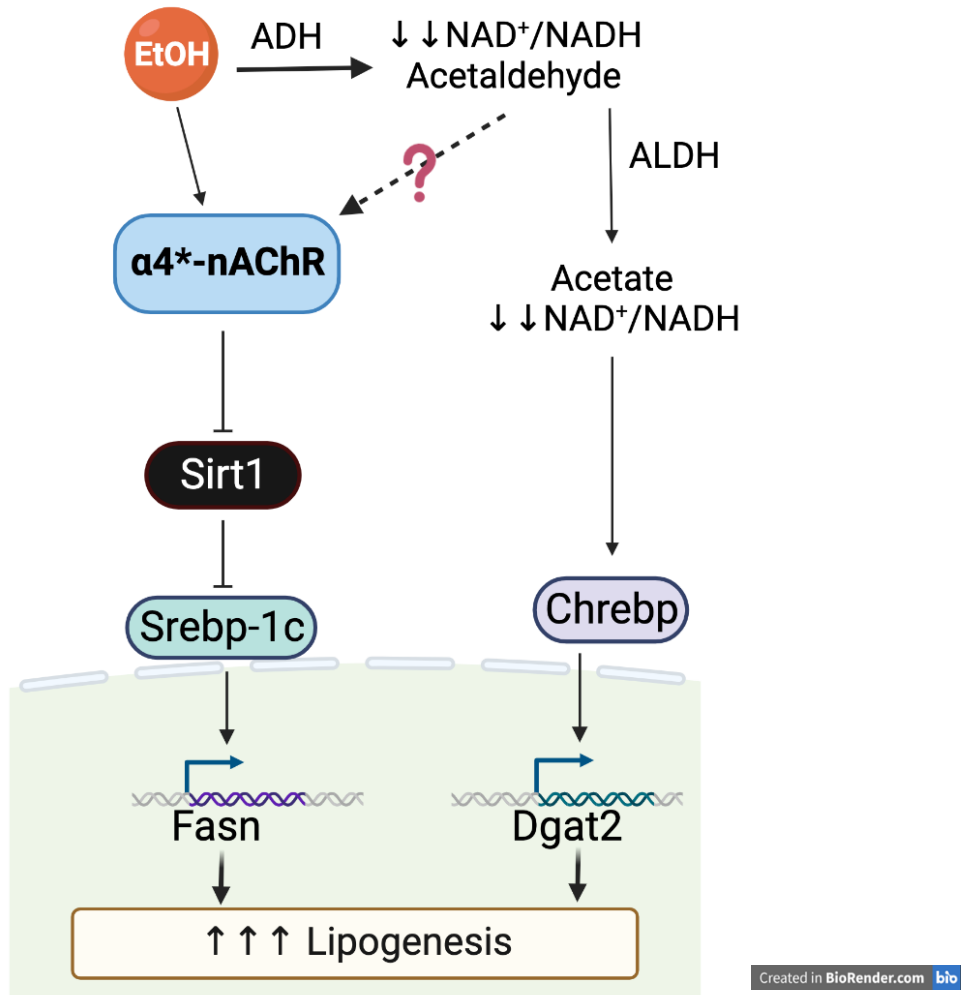 EtOH
ADH
↓↓NAD⁺/NADH
Acetaldehyde
?
ALDH
α4*-nAChR
Acetate
↓↓NAD⁺/NADH
Sirt1
Srebp-1c
Chrebp
Fasn
Dgat2
↑↑↑ Lipogenesis
Created in BioRender.com bio